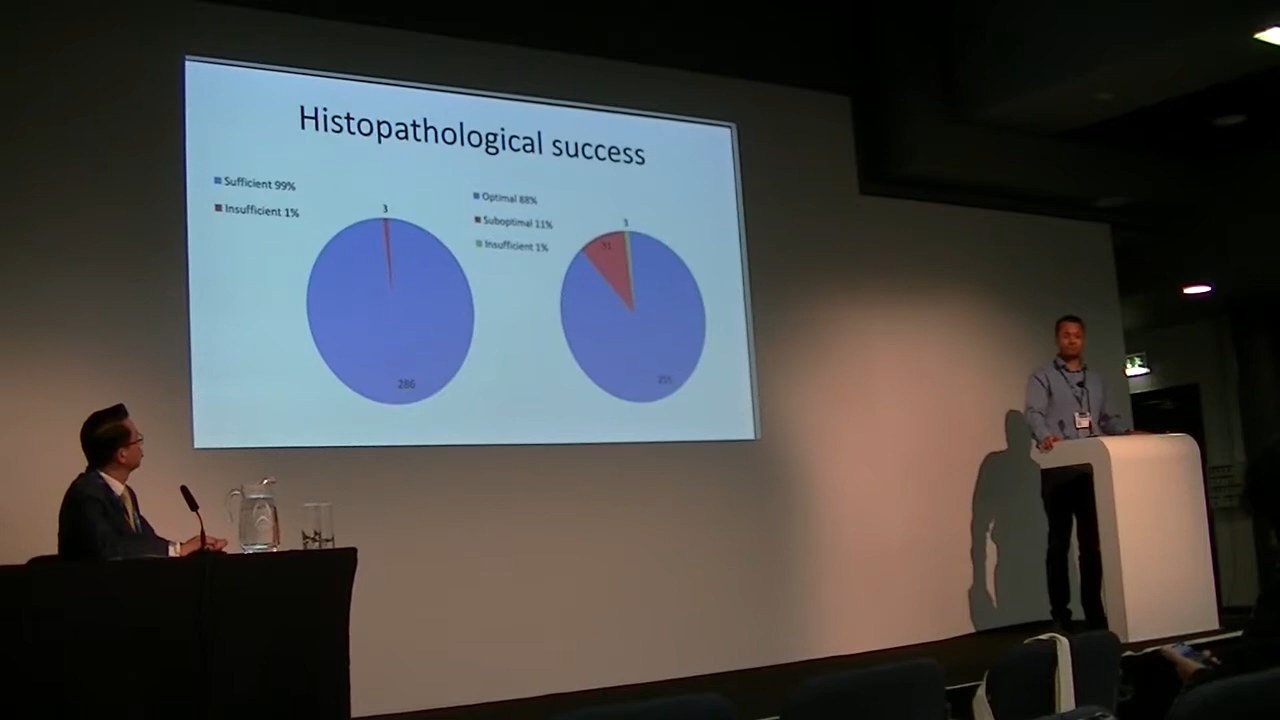 Histopathological success
Sufficient 99%
Insufficient 1%
3
286
Optimal 88%
Suboptimal 11%
Insufficient 1%
3
31
255